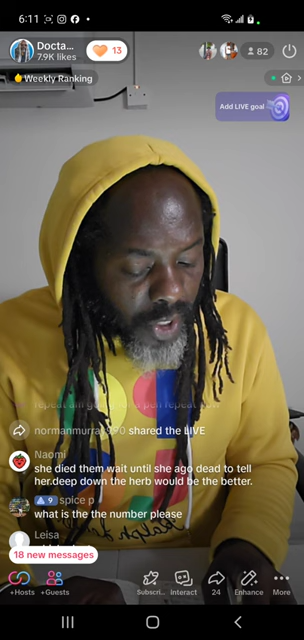 6:11
Docta...
7.9K likes
13
82
Weekly Ranking
Add LIVE goal
normanmurra 990 shared the LIVE
Naomi
she died them wait until she ago dead to tell
her.deep down the herb would be the better.
9 spice p
what is the the number please
Leisa
18 new messages
+Hosts
+Guests
Subscri...
Interact
24
Enhance
More